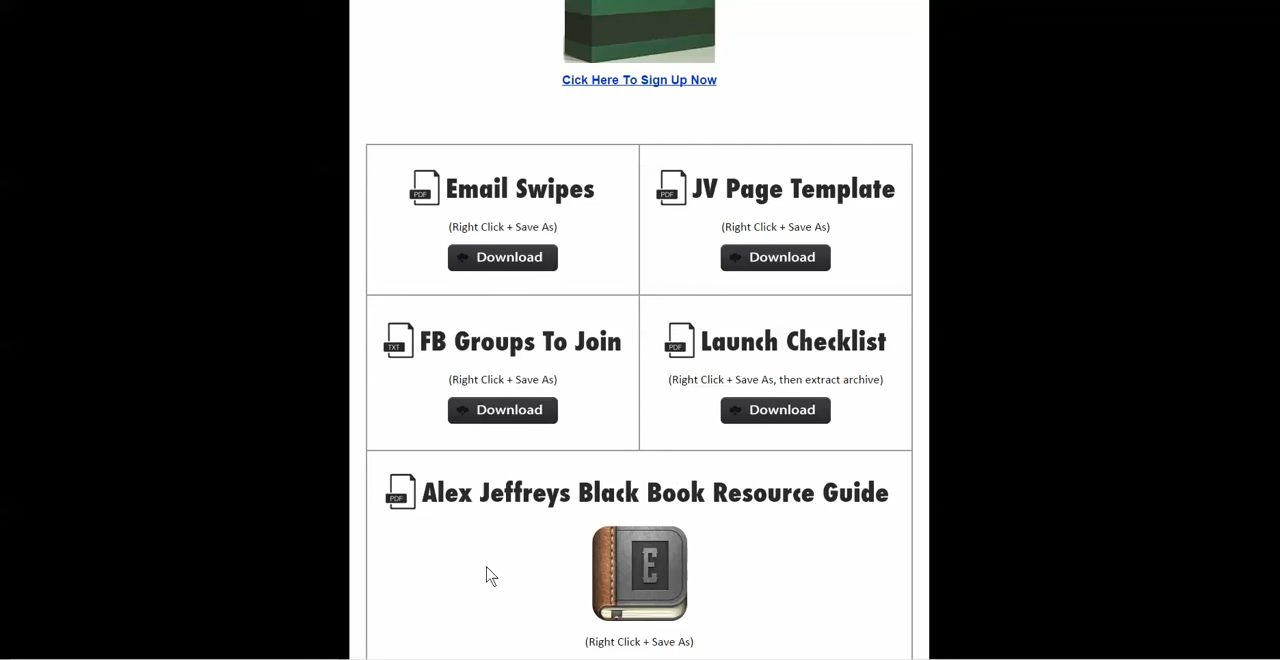 Cick Here To Sign Up Now
PDF Email Swipes
(Right Click + Save As)
Download
PDF JV Page Template
(Right Click + Save As)
Download
TXT FB Groups To Join
(Right Click + Save As)
Download
PDF Launch Checklist
(Right Click + Save As, then extract archive)
Download
PDF Alex Jeffreys Black Book Resource Guide
E
(Right Click + Save As)